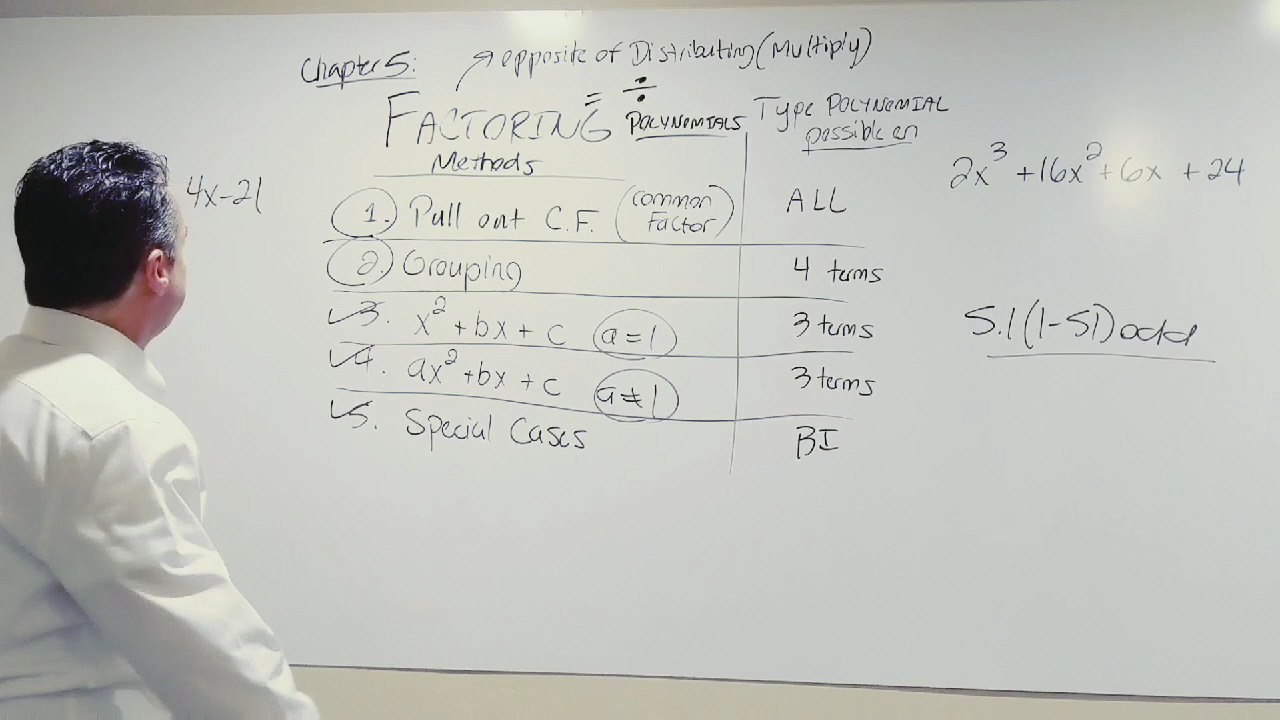 Chapter 5:
opposite of Distributing (Multiply)
FACTORING = ÷ POLYNOMIALS
Type POLYNOMIAL possible on
Methods
1. Pull out C.F. (common Factor) ALL
2. Grouping 4 terms
3. x² + bx + c a = 1 3 terms
4. ax² + bx + c a ≠ 1 3 terms
5. Special Cases BI
4x-21
2x³ + 16x² + 6x + 24
5.1 (1-51) odd